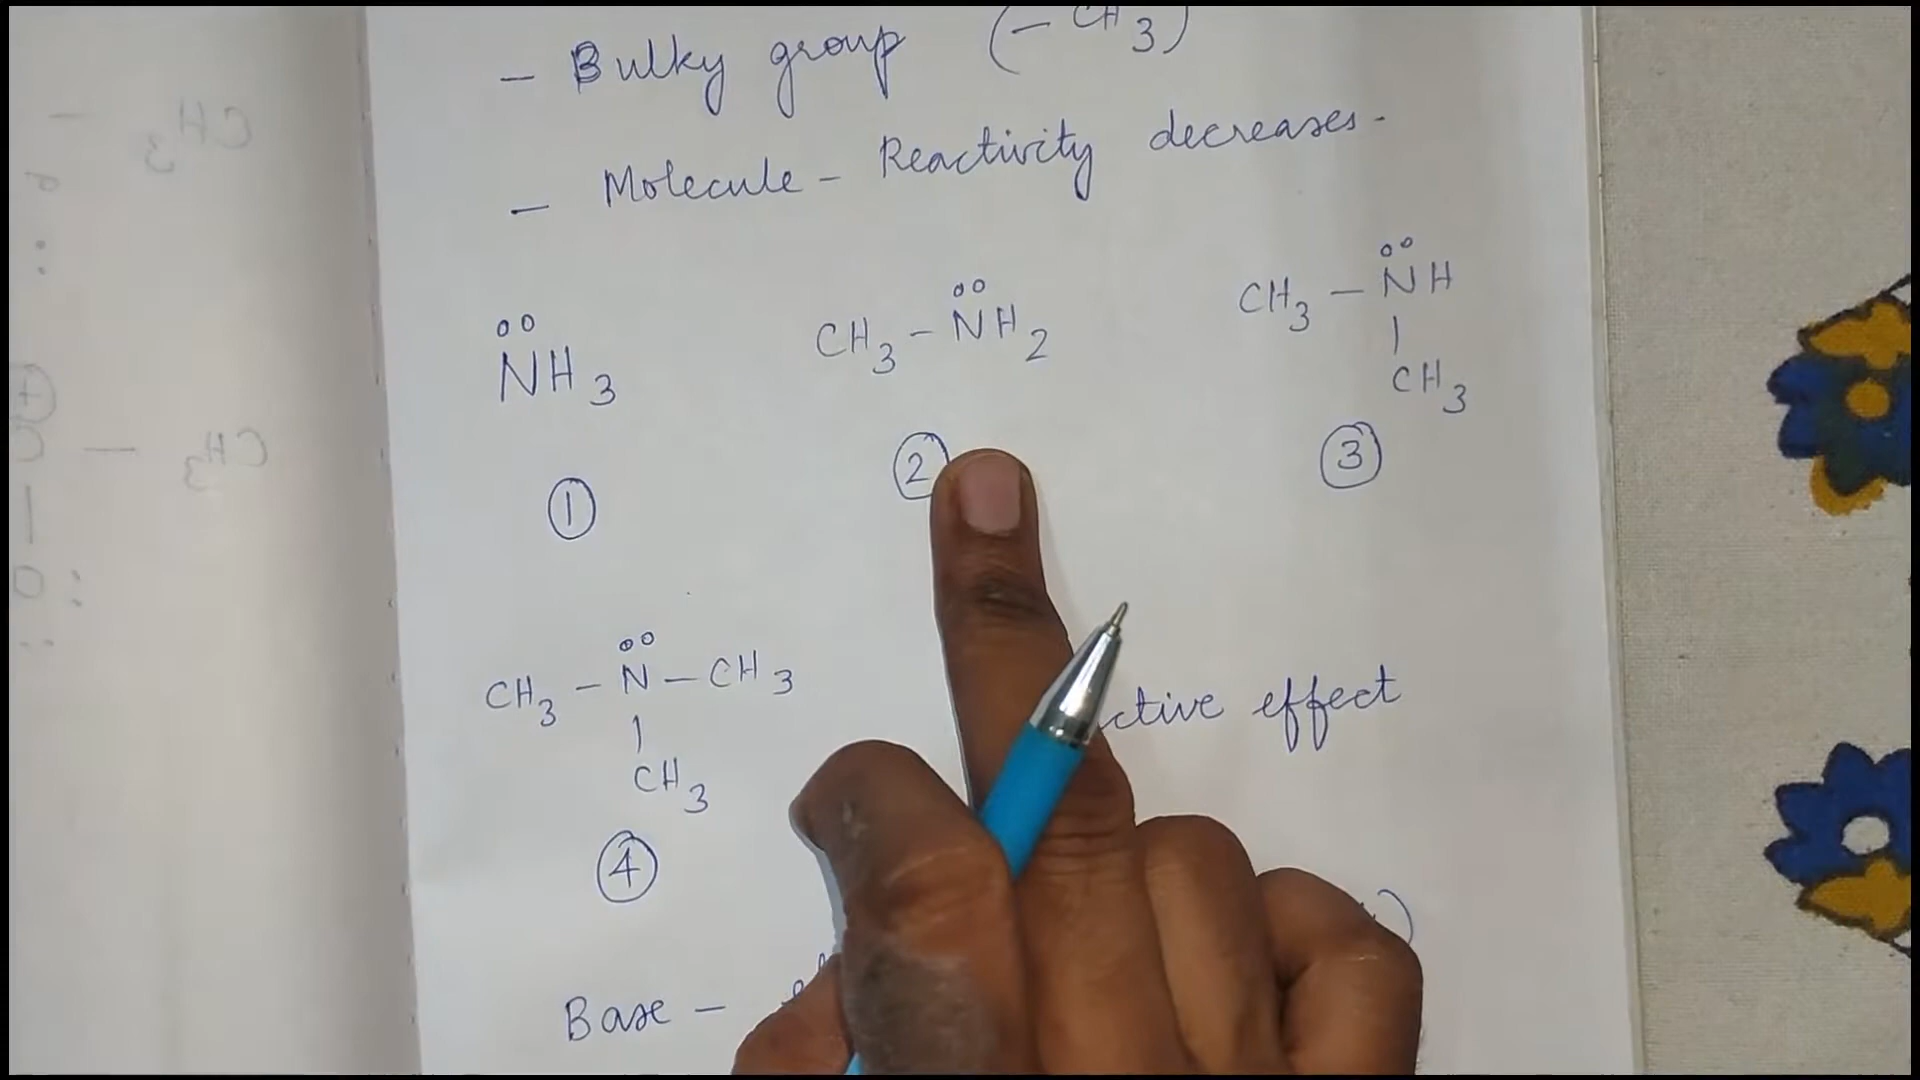 - Bulky group (- CH3)
- Molecule - Reactivity decreases.
NH3
CH3 - NH2
CH3 - NH
|
CH3
1
2
3
CH3 - N - CH3
|
CH3
effect
4
Base -